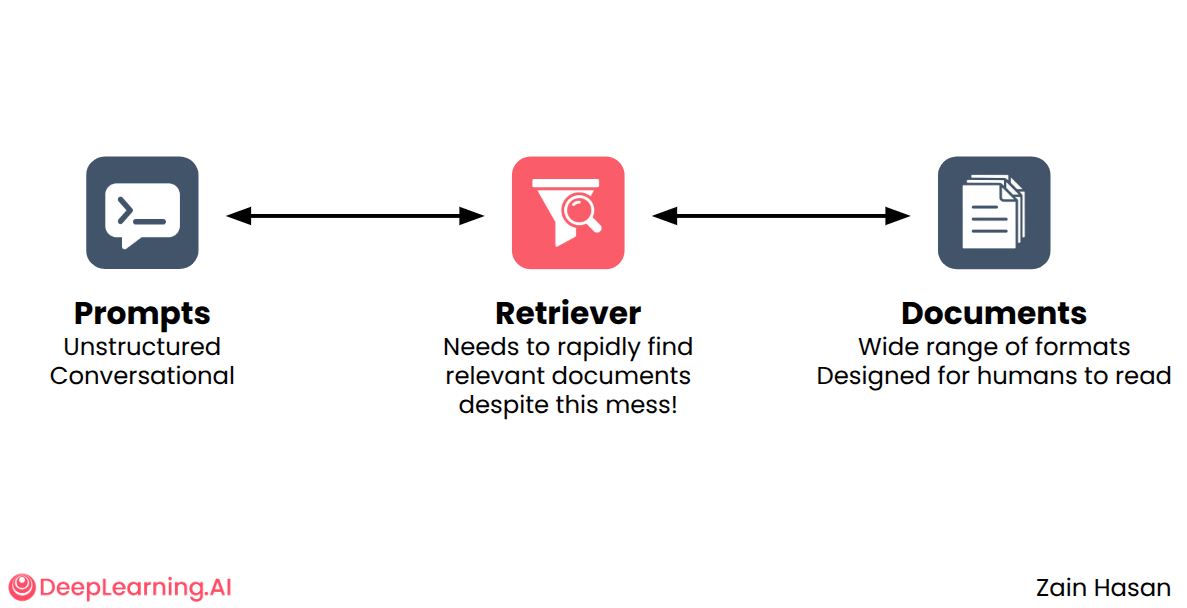 Prompts
Unstructured
Conversational
Retriever
Needs to rapidly find
relevant documents
despite this mess!
Documents
Wide range of formats
Designed for humans to read
DeepLearning.AI
Zain Hasan